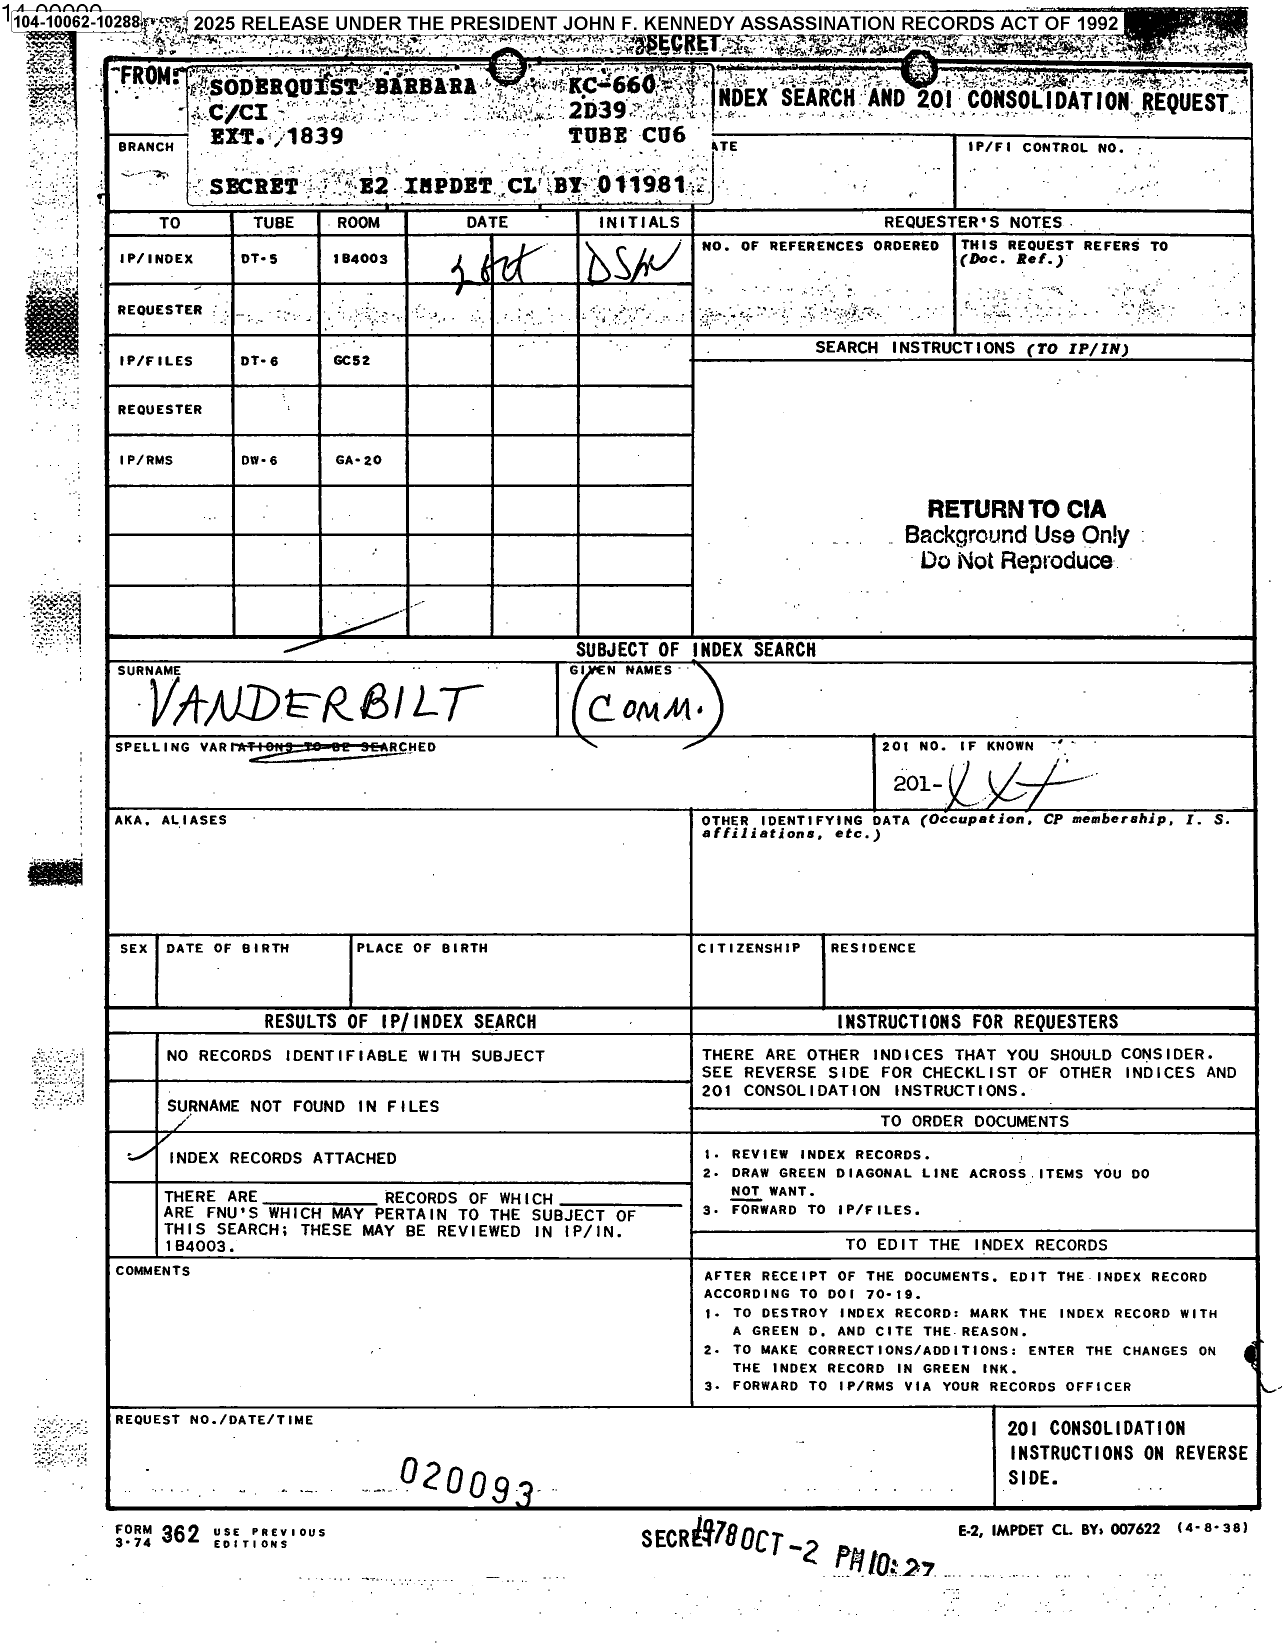 14-00000
104-10062-10288
2025 RELEASE UNDER THE PRESIDENT JOHN F. KENNEDY ASSASSINATION RECORDS ACT OF 1992
SECRET
FROM:
SODERQUIST BARBARA KC-660
C/CI 2D39
EXT. 1839 TUBE CU6
SECRET E2 IMPDET CL BY 011981
NDEX SEARCH AND 201 CONSOLIDATION REQUEST
BRANCH
ATE
IP/FI CONTROL NO.
TO TUBE ROOM DATE INITIALS
REQUESTER'S NOTES
IP/INDEX DT-5 1B4003 2 Oct DSW
NO. OF REFERENCES ORDERED
THIS REQUEST REFERS TO
(Doc. Ref.)
REQUESTER
IP/FILES DT-6 GC52
SEARCH INSTRUCTIONS (TO IP/IN)
REQUESTER
IP/RMS DW-6 GA-20
RETURN TO CIA
Background Use Only
Do Not Reproduce
SUBJECT OF INDEX SEARCH
SURNAME
VANDERBILT
GIVEN NAMES
(COMM.)
SPELLING VARIATIONS TO BE SEARCHED
201 NO. IF KNOWN
201-XXX
AKA, ALIASES
OTHER IDENTIFYING DATA (Occupation, CP membership, I. S.
affiliations, etc.)
SEX DATE OF BIRTH PLACE OF BIRTH CITIZENSHIP RESIDENCE
RESULTS OF IP/INDEX SEARCH
NO RECORDS IDENTIFIABLE WITH SUBJECT
SURNAME NOT FOUND IN FILES
INDEX RECORDS ATTACHED
THERE ARE RECORDS OF WHICH
ARE FNU'S WHICH MAY PERTAIN TO THE SUBJECT OF
THIS SEARCH; THESE MAY BE REVIEWED IN IP/IN.
1B4003.
INSTRUCTIONS FOR REQUESTERS
THERE ARE OTHER INDICES THAT YOU SHOULD CONSIDER.
SEE REVERSE SIDE FOR CHECKLIST OF OTHER INDICES AND
201 CONSOLIDATION INSTRUCTIONS.
TO ORDER DOCUMENTS
1. REVIEW INDEX RECORDS.
2. DRAW GREEN DIAGONAL LINE ACROSS ITEMS YOU DO
NOT WANT.
3. FORWARD TO IP/FILES.
TO EDIT THE INDEX RECORDS
COMMENTS
AFTER RECEIPT OF THE DOCUMENTS, EDIT THE INDEX RECORD
ACCORDING TO DOI 70-19.
1. TO DESTROY INDEX RECORD: MARK THE INDEX RECORD WITH
A GREEN D, AND CITE THE REASON.
2. TO MAKE CORRECTIONS/ADDITIONS: ENTER THE CHANGES ON
THE INDEX RECORD IN GREEN INK.
3. FORWARD TO IP/RMS VIA YOUR RECORDS OFFICER
REQUEST NO./DATE/TIME
020093
201 CONSOLIDATION
INSTRUCTIONS ON REVERSE
SIDE.
FORM 362 USE PREVIOUS
3-74 EDITIONS
SECRET
1978 OCT -2 PM 10:27
E-2, IMPDET CL. BY: 007622 (4-8-38)